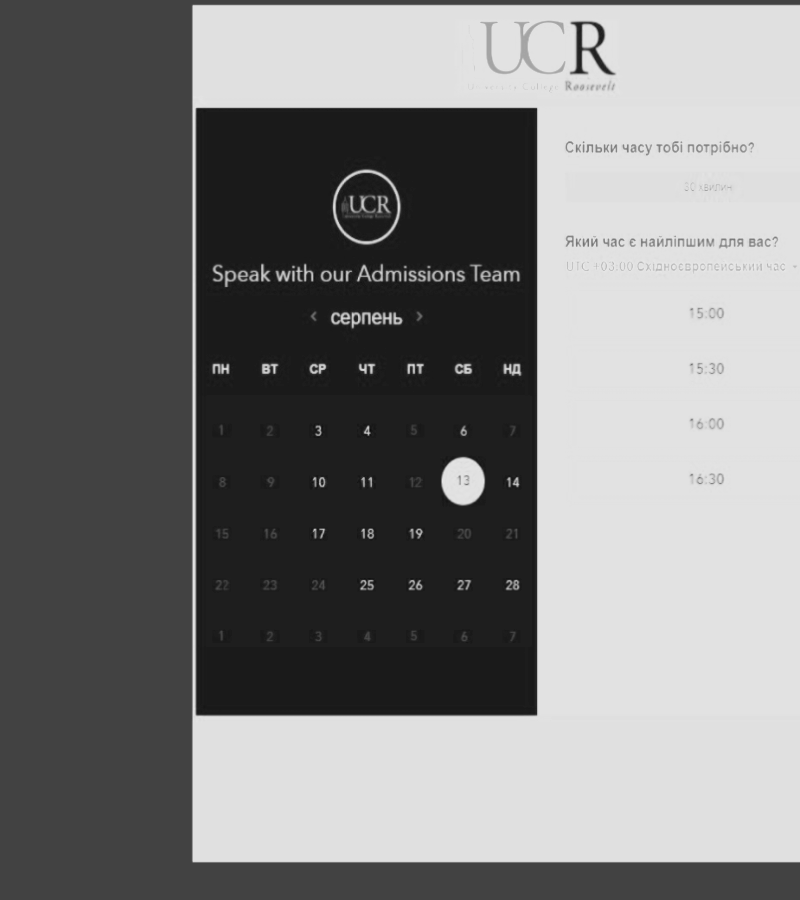 UCR
University College Roosevelt
UCR
Speak with our Admissions Team
‹ серпень ›
ПН ВТ СР ЧТ ПТ СБ НД
1 2 3 4 5 6 7
8 9 10 11 12 13 14
15 16 17 18 19 20 21
22 23 24 25 26 27 28
1 2 3 4 5 6 7
Скільки часу тобі потрібно?
30 хвилин
Який час є найліпшим для вас?
UTC +03:00 Східноєвропейський час
15:00
15:30
16:00
16:30